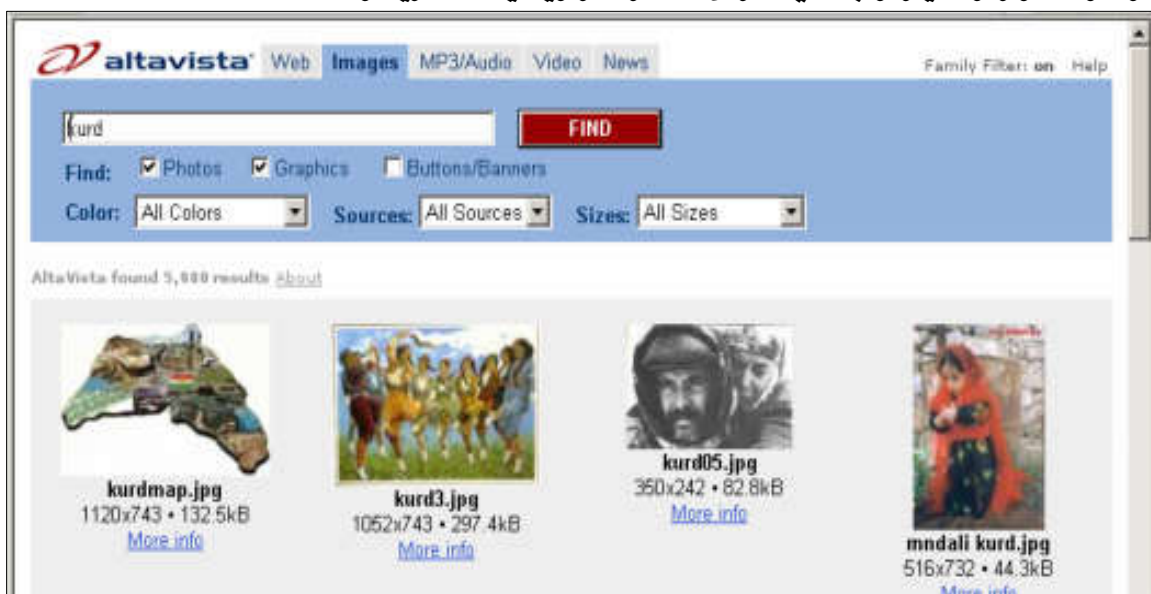 altavista Web Images MP3/Audio Video News Family Filter: on Help
kurd FIND
Find: Photos Graphics Buttons/Banners
Color: All Colors Sources: All Sources Sizes: All Sizes
AltaVista found results About
kurdmap.jpg
1120x743 • 132.5kB
More info
kurd3.jpg
1052x743 • 297.4kB
More info
kurd05.jpg
350x242 • 82.8kB
More info
mndali kurd.jpg
516x732 • 44.3kB
More info